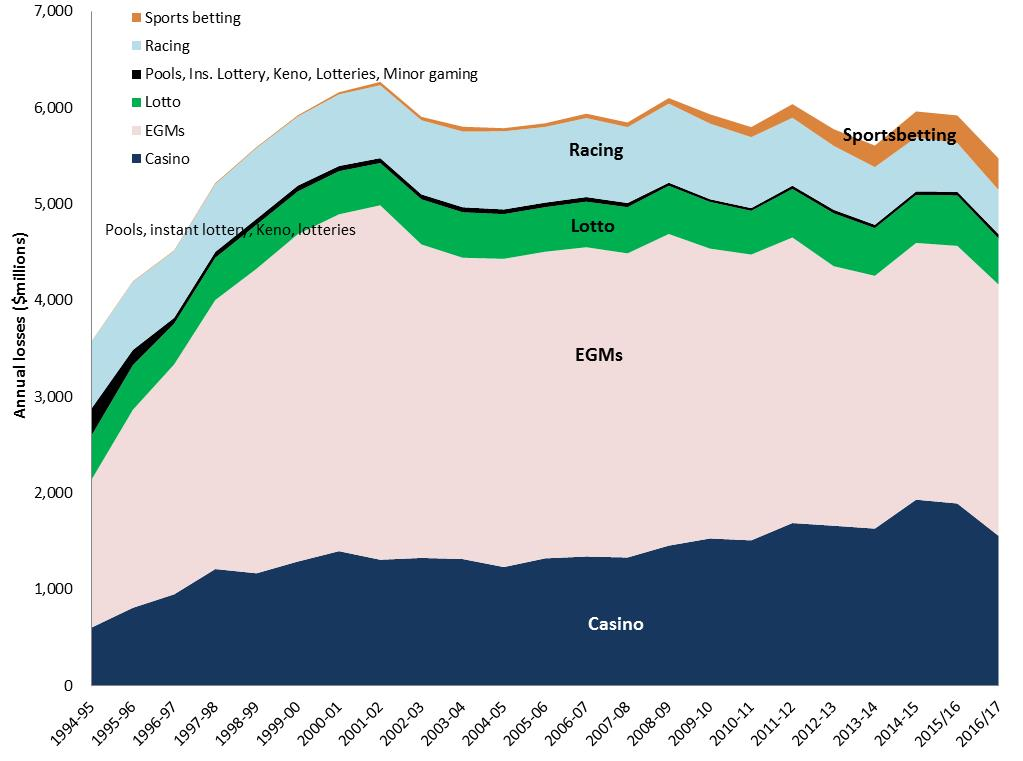 7,000
6,000
5,000
4,000
3,000
2,000
1,000
0
Annual losses ($millions)
Sports betting
Racing
Pools, Ins. Lottery, Keno, Lotteries, Minor gaming
Lotto
EGMs
Casino
Sportsbetting
Racing
Pools, instant lottery, Keno, lotteries
Lotto
EGMs
Casino
1994-95
1995-96
1996-97
1997-98
1998-99
1999-00
2000-01
2001-02
2002-03
2003-04
2004-05
2005-06
2006-07
2007-08
2008-09
2009-10
2010-11
2011-12
2012-13
2013-14
2014-15
2015/16
2016/17